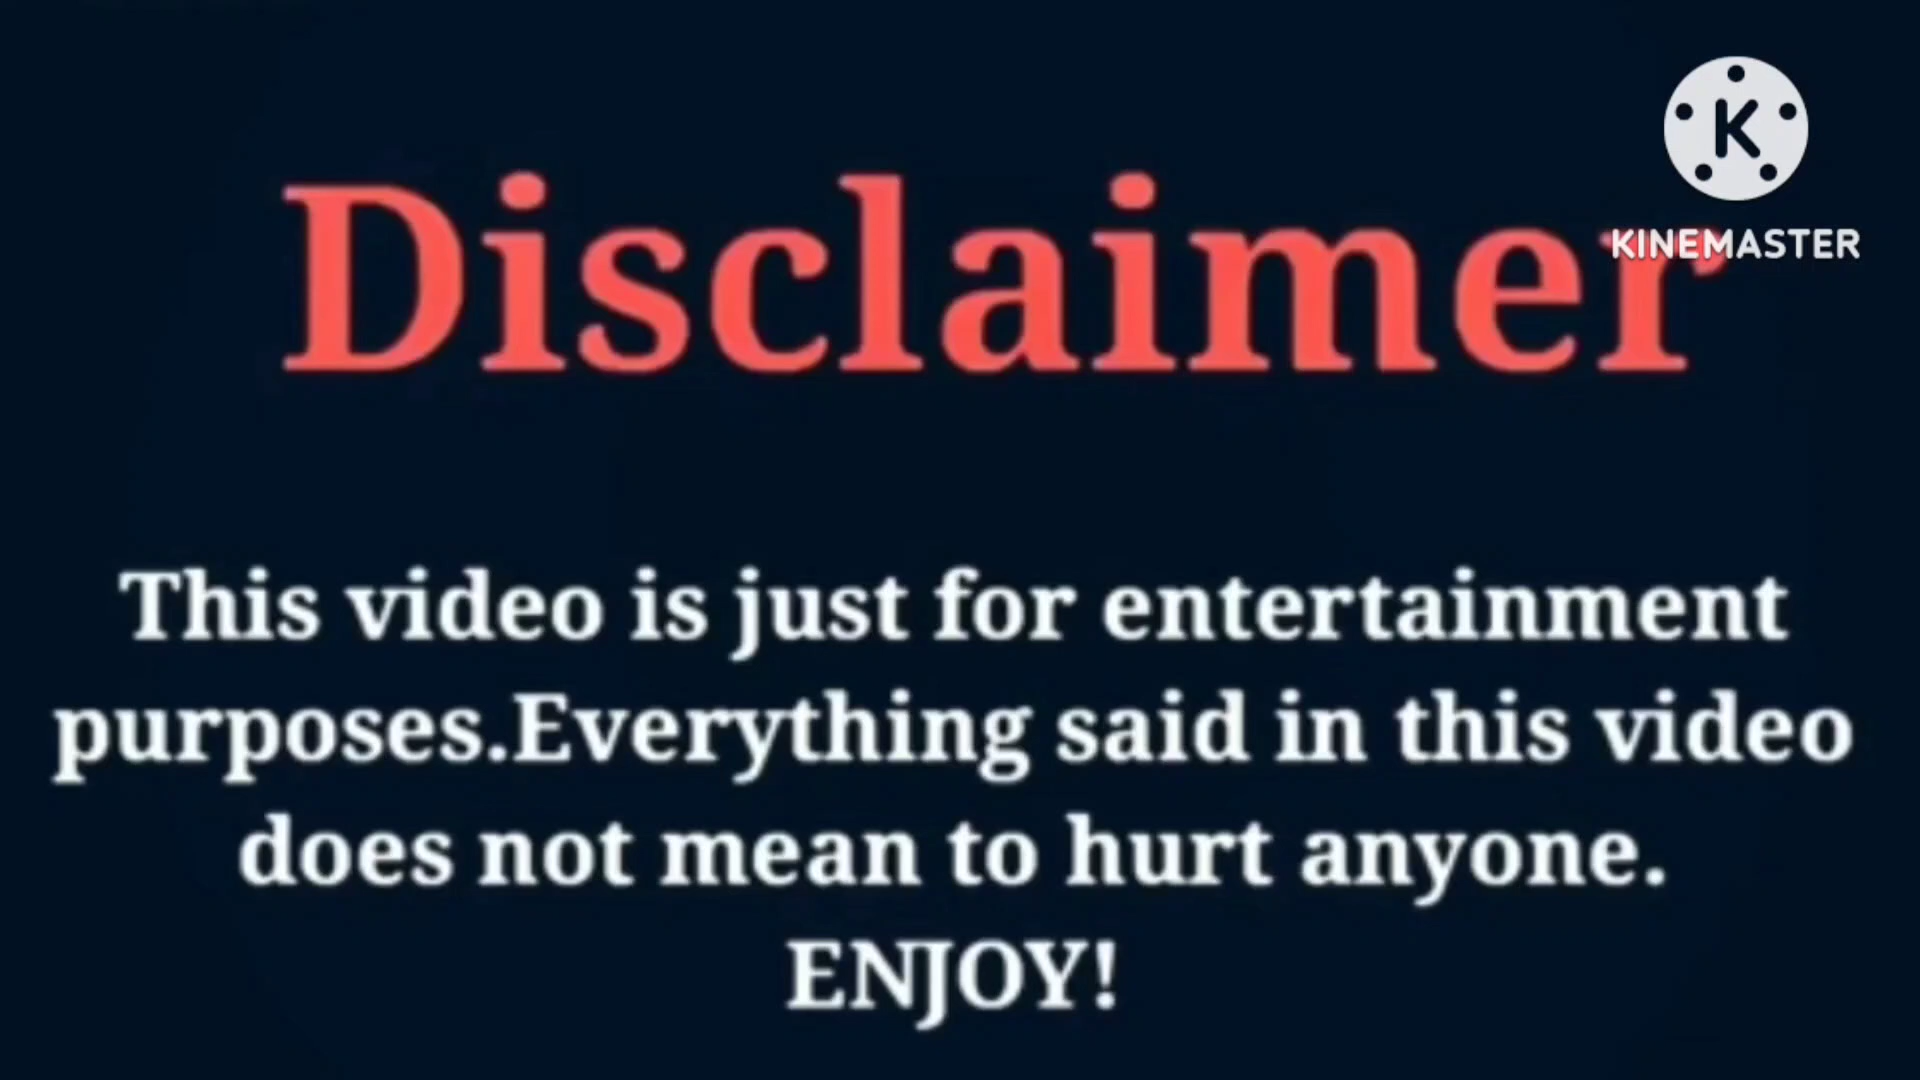 K
KINEMASTER
Disclaimer
This video is just for entertainment
purposes.Everything said in this video
does not mean to hurt anyone.
ENJOY!